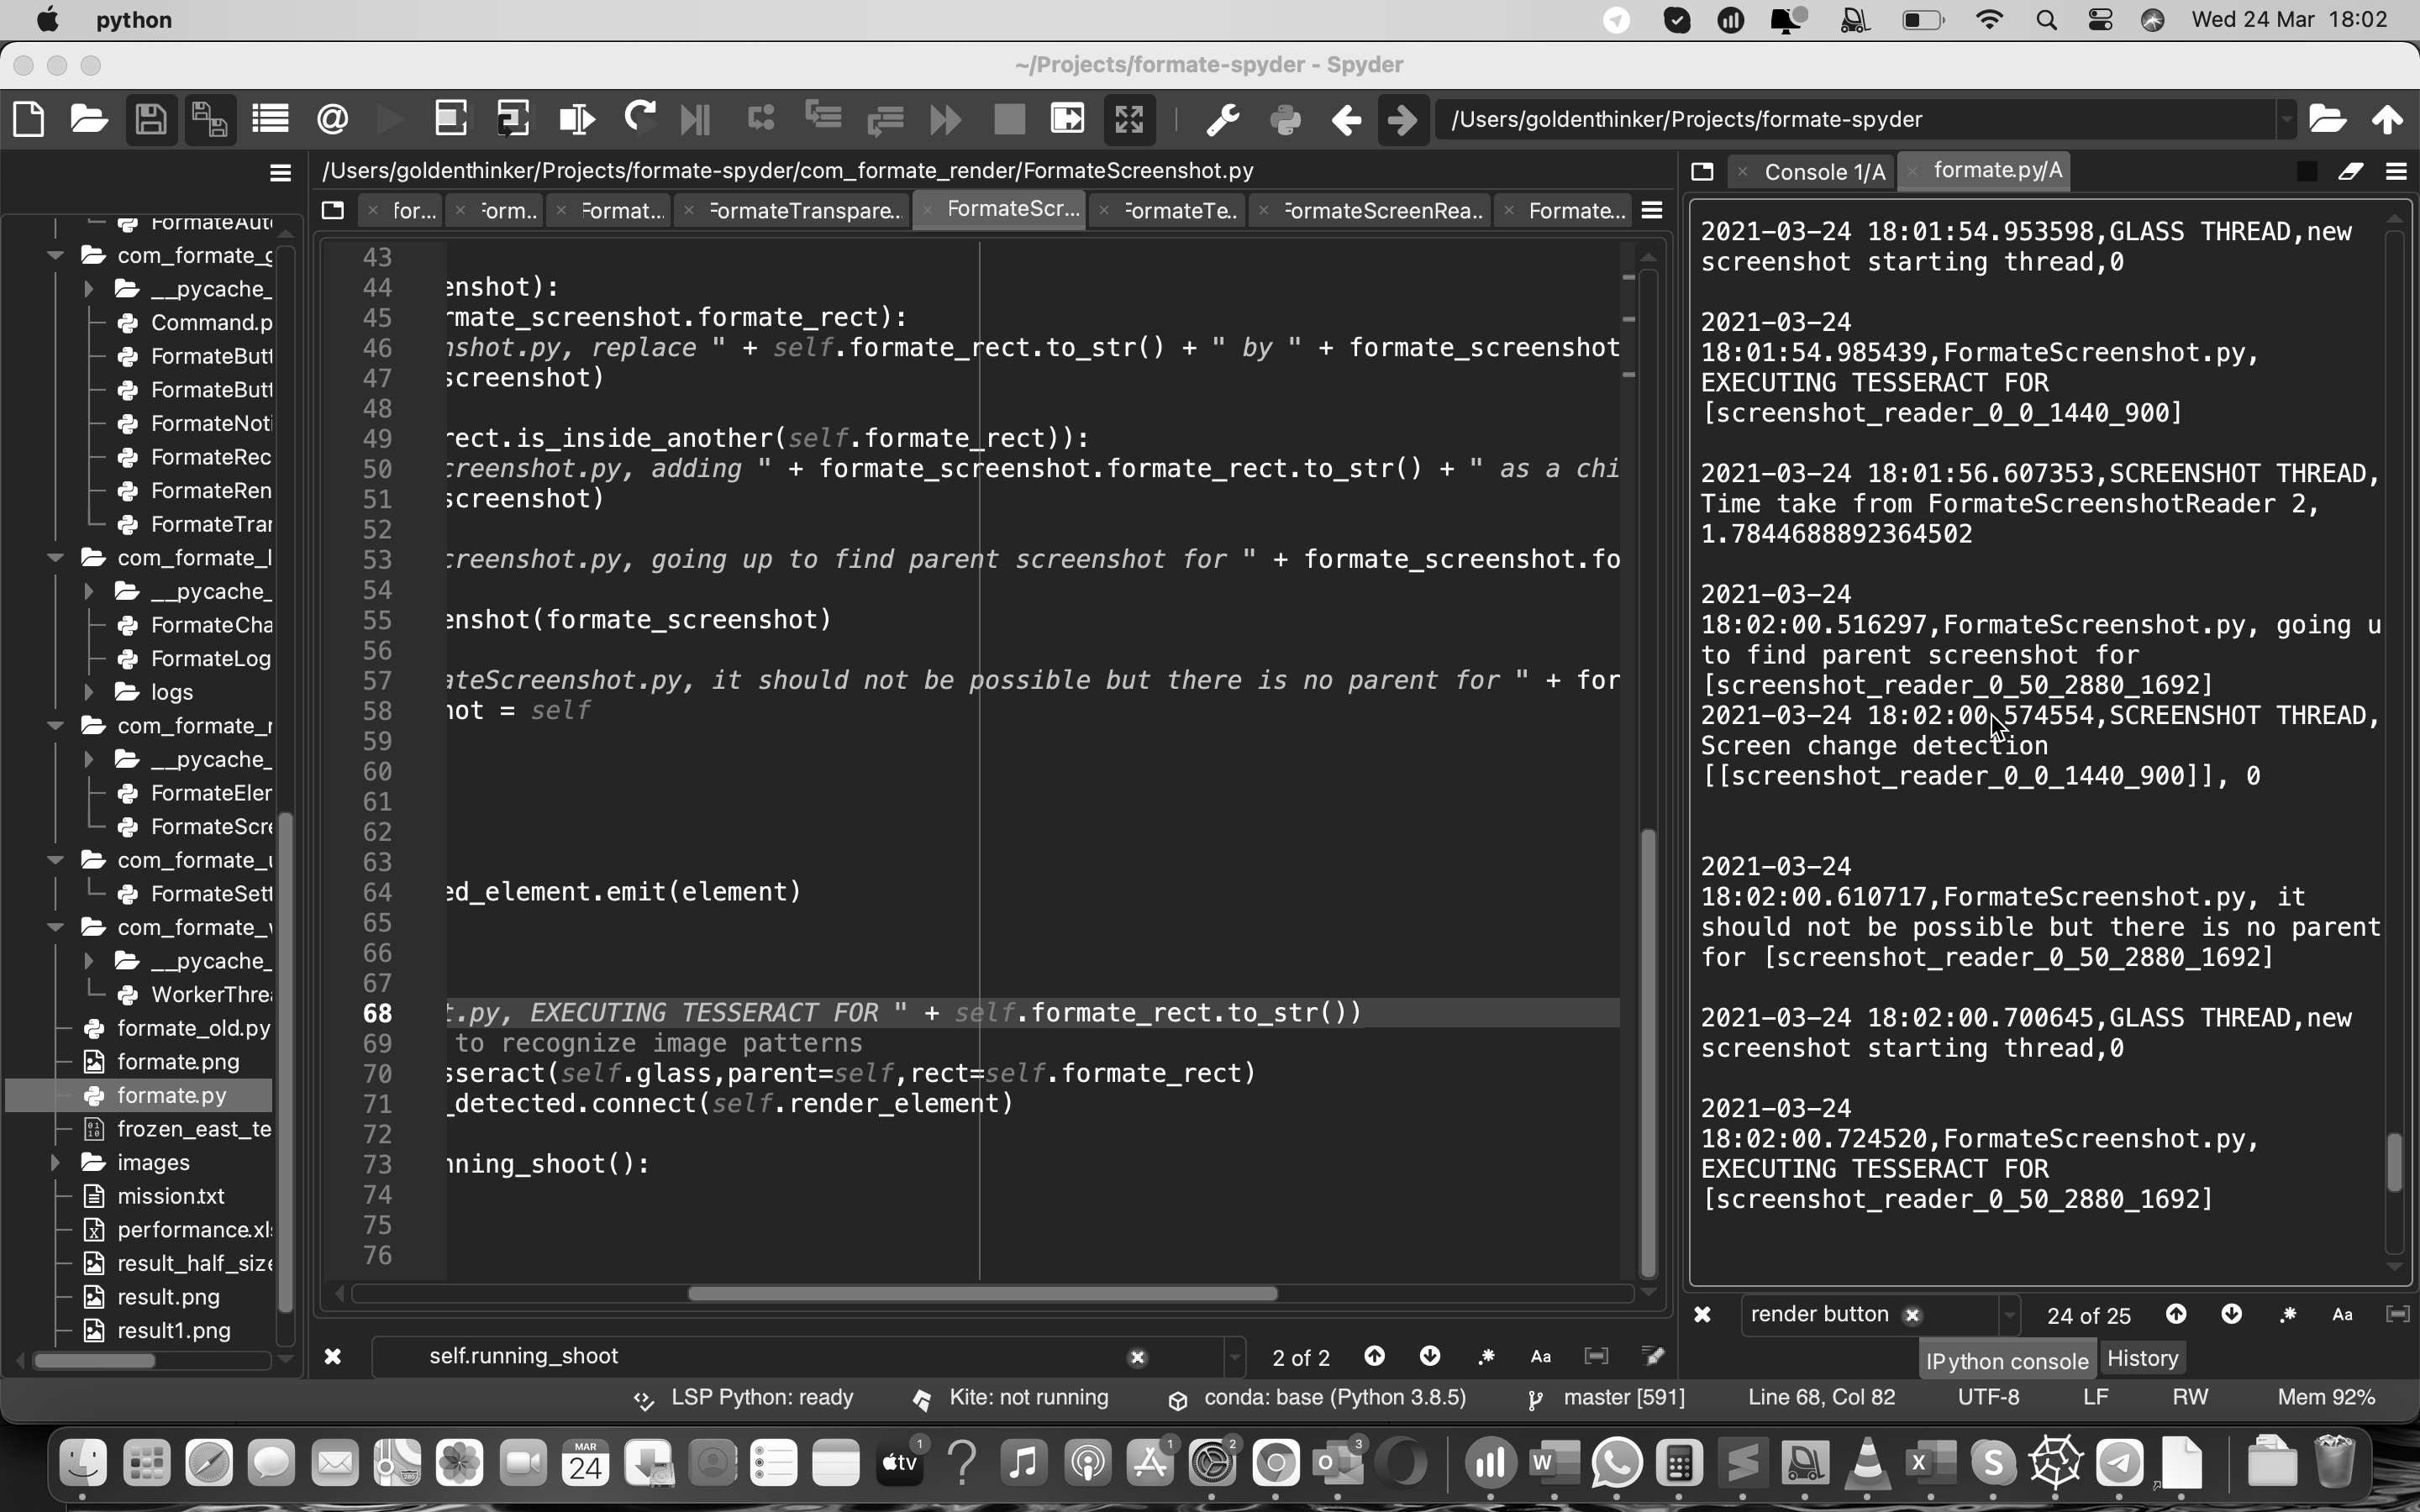 python
Wed 24 Mar 18:02
~/Projects/formate-spyder - Spyder
/Users/goldenthinker/Projects/formate-spyder
/Users/goldenthinker/Projects/formate-spyder/com_formate_render/FormateScreenshot.py
Console 1/A
formate.py/A
for...
Form...
Format...
FormateTranspare...
FormateScr...
FormateTe...
FormateScreenRea...
Formate...
FormateAut
com_formate_g
__pycache_
Command.p
FormateButt
FormateButt
FormateNoti
FormateRec
FormateRen
FormateTrar
com_formate_l
__pycache_
FormateCha
FormateLog
logs
com_formate_r
__pycache_
FormateEler
FormateScre
com_formate_u
FormateSett
com_formate_w
__pycache_
WorkerThrea
formate_old.py
formate.png
formate.py
frozen_east_te
images
mission.txt
performance.xls
result_half_size
result.png
result1.png
43
44 enshot):
45 rmate_screenshot.formate_rect):
46 nshot.py, replace " + self.formate_rect.to_str() + " by " + formate_screenshot
47 screenshot)
48
49 rect.is_inside_another(self.formate_rect)):
50 creenshot.py, adding " + formate_screenshot.formate_rect.to_str() + " as a chi
51 screenshot)
52
53 creenshot.py, going up to find parent screenshot for " + formate_screenshot.fo
54
55 enshot(formate_screenshot)
56
57 ateScreenshot.py, it should not be possible but there is no parent for " + for
58 hot = self
59
60
61
62
63
64 ed_element.emit(element)
65
66
67
68 t.py, EXECUTING TESSERACT FOR " + self.formate_rect.to_str())
69 to recognize image patterns
70 sseract(self.glass,parent=self,rect=self.formate_rect)
71 _detected.connect(self.render_element)
72
73 nning_shoot():
74
75
76
2021-03-24 18:01:54.953598,GLASS THREAD,new
screenshot starting thread,0
2021-03-24
18:01:54.985439,FormateScreenshot.py,
EXECUTING TESSERACT FOR
[screenshot_reader_0_0_1440_900]
2021-03-24 18:01:56.607353,SCREENSHOT THREAD,
Time take from FormateScreenshotReader 2,
1.7844688892364502
2021-03-24
18:02:00.516297,FormateScreenshot.py, going u
to find parent screenshot for
[screenshot_reader_0_50_2880_1692]
2021-03-24 18:02:00.574554,SCREENSHOT THREAD,
Screen change detection
[[screenshot_reader_0_0_1440_900]], 0
2021-03-24
18:02:00.610717,FormateScreenshot.py, it
should not be possible but there is no parent
for [screenshot_reader_0_50_2880_1692]
2021-03-24 18:02:00.700645,GLASS THREAD,new
screenshot starting thread,0
2021-03-24
18:02:00.724520,FormateScreenshot.py,
EXECUTING TESSERACT FOR
[screenshot_reader_0_50_2880_1692]
render button
24 of 25
Aa
self.running_shoot
2 of 2
Aa
IPython console
History
LSP Python: ready
Kite: not running
conda: base (Python 3.8.5)
master [591]
Line 68, Col 82
UTF-8
LF
RW
Mem 92%
MAR
24
tv
1
1
2
3